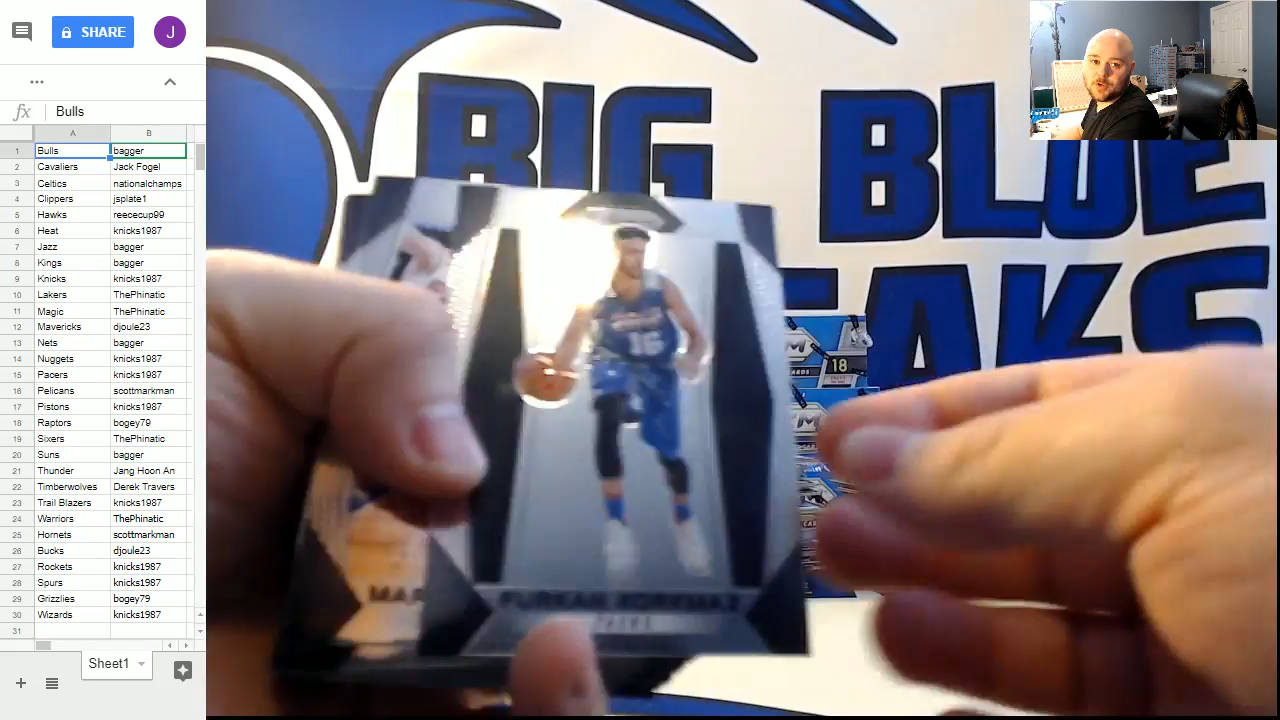 SHARE
J
...
fx Bulls
A B
1 Bulls bagger
2 Cavaliers Jack Fogel
3 Celtics nationalchamps
4 Clippers jsplate1
5 Hawks reececup99
6 Heat knicks1987
7 Jazz bagger
8 Kings bagger
9 Knicks knicks1987
10 Lakers ThePhinatic
11 Magic ThePhinatic
12 Mavericks djoule23
13 Nets bagger
14 Nuggets knicks1987
15 Pacers knicks1987
16 Pelicans scottmarkman
17 Pistons knicks1987
18 Raptors bogey79
19 Sixers ThePhinatic
20 Suns bagger
21 Thunder Jang Hoon An
22 Timberwolves Derek Travers
23 Trail Blazers knicks1987
24 Warriors ThePhinatic
25 Hornets scottmarkman
26 Bucks djoule23
27 Rockets knicks1987
28 Spurs knicks1987
29 Grizzlies bogey79
30 Wizards knicks1987
31
Sheet1
BIG BLUE
EAKS
16
FURKAN KORKMAZ
76ERS
MAR
18